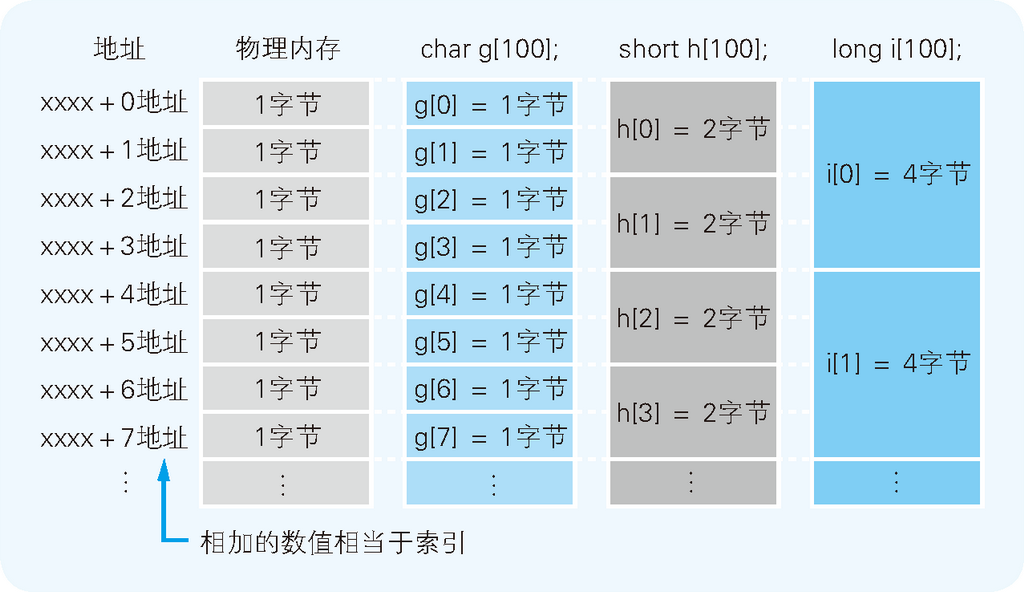 地址 物理内存 char g[100]; short h[100]; long i[100];
xxxx+0地址 1字节 g[0] = 1字节 h[0] = 2字节 i[0] = 4字节
xxxx+1地址 1字节 g[1] = 1字节
xxxx+2地址 1字节 g[2] = 1字节 h[1] = 2字节
xxxx+3地址 1字节 g[3] = 1字节
xxxx+4地址 1字节 g[4] = 1字节 h[2] = 2字节 i[1] = 4字节
xxxx+5地址 1字节 g[5] = 1字节
xxxx+6地址 1字节 g[6] = 1字节 h[3] = 2字节
xxxx+7地址 1字节 g[7] = 1字节
⋮ ⋮ ⋮ ⋮ ⋮
相加的数值相当于索引